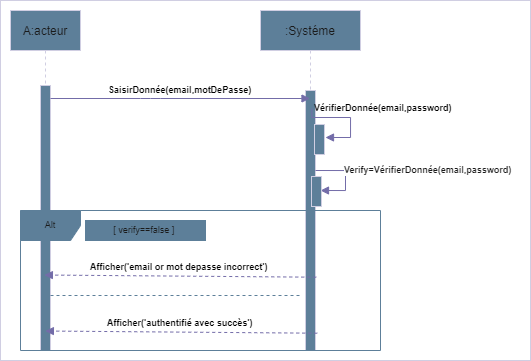 A:acteur
:Systéme
SaisirDonnée(email,motDePasse)
VérifierDonnée(email,password)
Verify=VérifierDonnée(email,password)
Alt
[ verify==false ]
Afficher('email or mot depasse incorrect')
Afficher('authentifié avec succès')